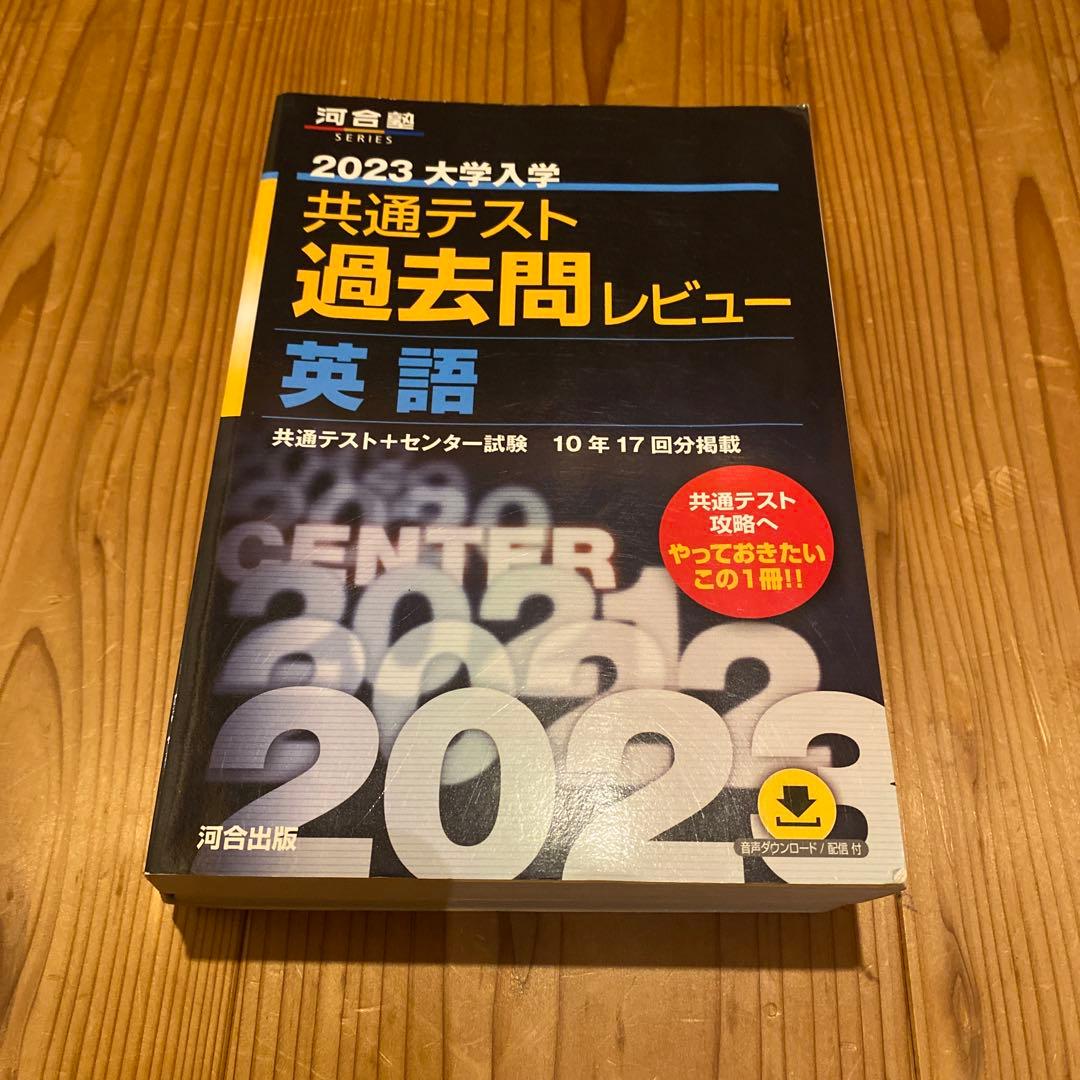 河合塾
SERIES
2023 大学入学
共通テスト
過去問レビュー
英語
共通テスト+センター試験 10年17回分掲載
共通テスト
攻略へ
やっておきたい
この1冊!!
2030
CENTER
2021
2022
2023
河合出版
音声ダウンロード/配信付